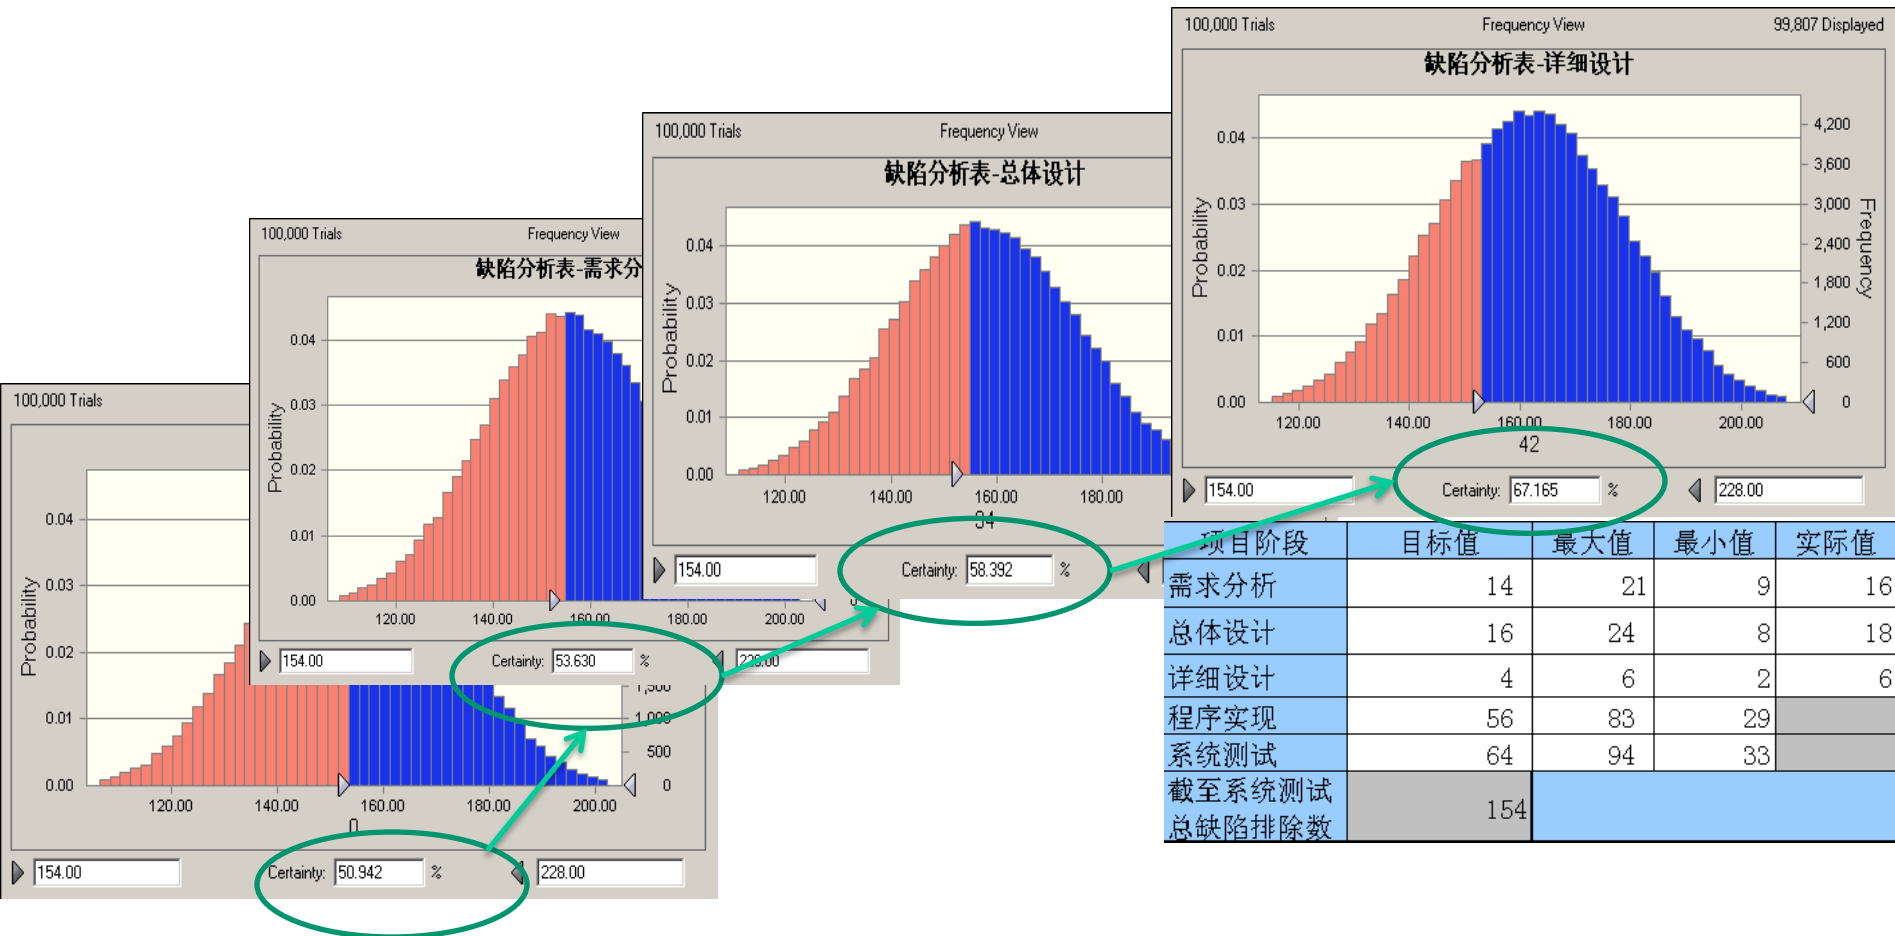 100,000 Trials
0.04
0.03
0.02
0.01
0.00
Probability
120.00 140.00 160.00 180.00 200.00
1,000
500
0
154.00 Certainty: 50.942 % 228.00
100,000 Trials Frequency View
缺陷分析表-需求分
0.04
0.03
0.02
0.01
0.00
Probability
120.00 140.00 160.00 180.00 200.00
154.00 Certainty: 53.630 % 228.00
100,000 Trials Frequency View
缺陷分析表-总体设计
0.04
0.03
0.02
0.01
0.00
Probability
120.00 140.00 160.00 180.00
154.00 Certainty: 58.392 %
100,000 Trials Frequency View 99,807 Displayed
缺陷分析表-详细设计
0.04
0.03
0.02
0.01
0.00
Probability
4,200
3,600
3,000
2,400
1,800
1,200
600
0
Frequency
120.00 140.00 160.00 180.00 200.00
42
154.00 Certainty: 67.165 % 228.00
项目阶段 目标值 最大值 最小值 实际值
需求分析 14 21 9 16
总体设计 16 24 8 18
详细设计 4 6 2 6
程序实现 56 83 29
系统测试 64 94 33
截至系统测试
总缺陷排除数 154